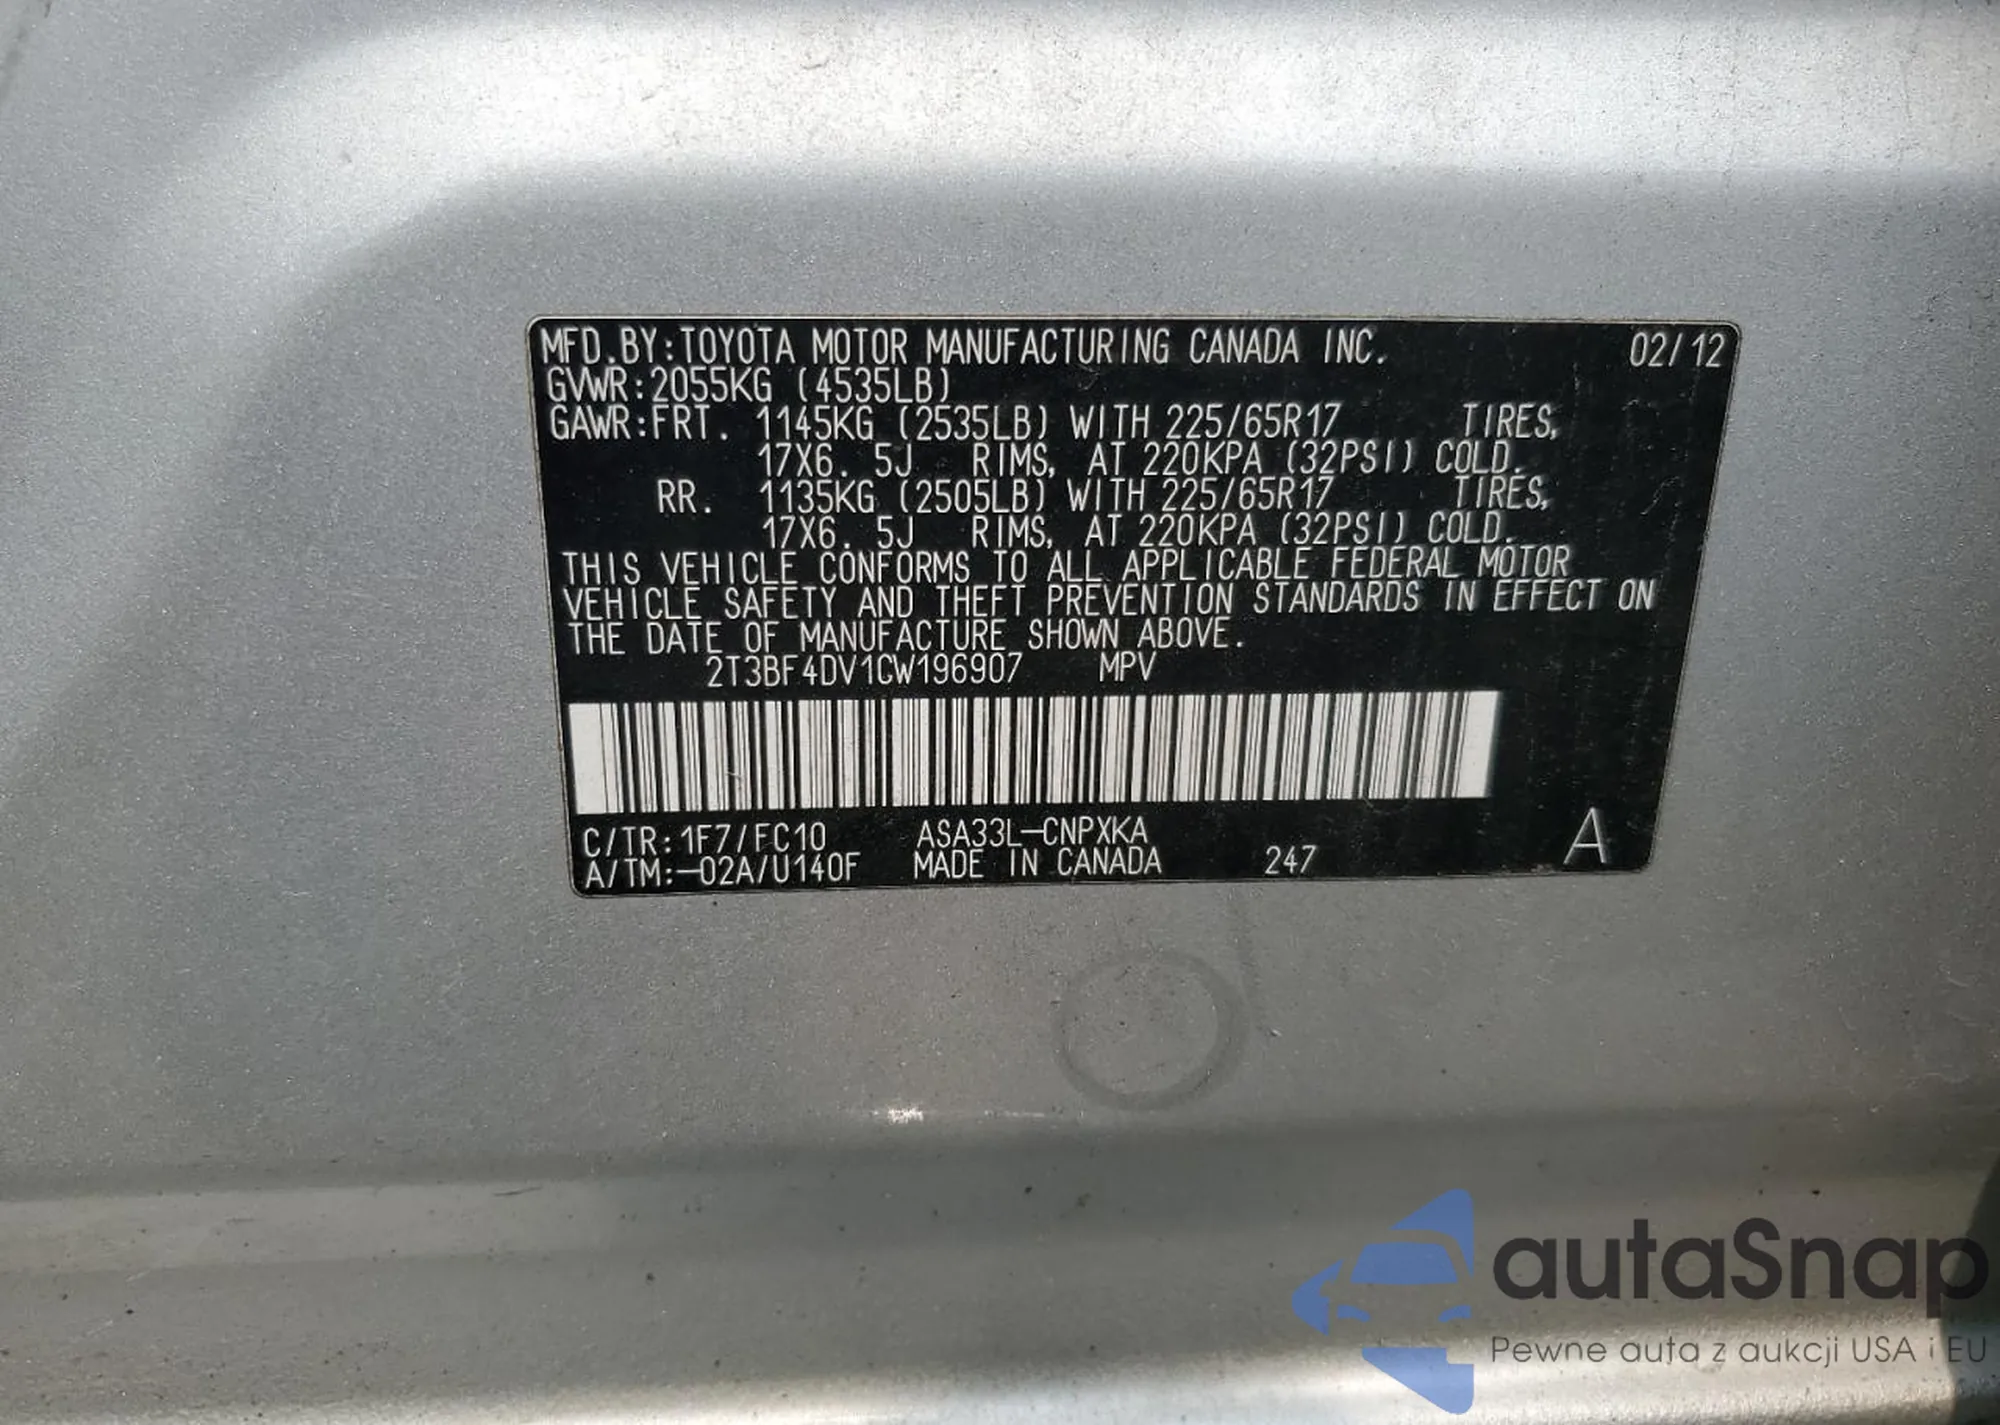 MFD.BY:TOYOTA MOTOR MANUFACTURING CANADA INC. 02/12
GVWR:2055KG (4535LB)
GAWR:FRT. 1145KG (2535LB) WITH 225/65R17 TIRES,
17X6.5J RIMS, AT 220KPA (32PSI) COLD.
RR. 1135KG (2505LB) WITH 225/65R17 TIRES,
17X6.5J RIMS, AT 220KPA (32PSI) COLD.
THIS VEHICLE CONFORMS TO ALL APPLICABLE FEDERAL MOTOR
VEHICLE SAFETY AND THEFT PREVENTION STANDARDS IN EFFECT ON
THE DATE OF MANUFACTURE SHOWN ABOVE.
2T3BF4DV1CW196907 MPV
C/TR:1F7/FC10 ASA33L-CNPXKA
A/TM:-02A/U140F MADE IN CANADA 247 A
autaSnap
Pewne auta z aukcji USA i EU